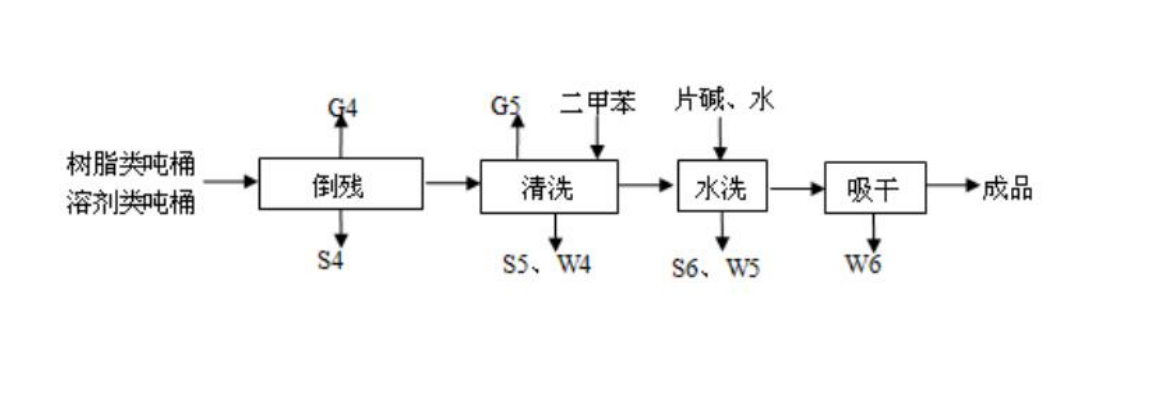 G4
G5
二甲苯
片碱、水
树脂类吨桶
溶剂类吨桶
倒残
清洗
水洗
吸干
成品
S4
S5、W4
S6、W5
W6